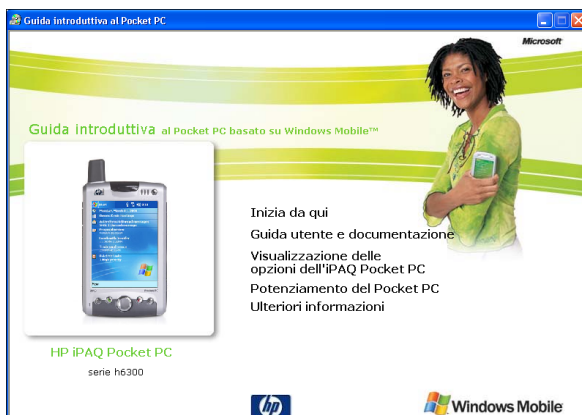 Guida introduttiva al Pocket PC
Microsoft
Guida introduttiva al Pocket PC basato su Windows Mobile™
Inizia da qui
Guida utente e documentazione
Visualizzazione delle
opzioni dell'iPAQ Pocket PC
Potenziamento del Pocket PC
Ulteriori informazioni
HP iPAQ Pocket PC
serie h6300
hp
Windows Mobile